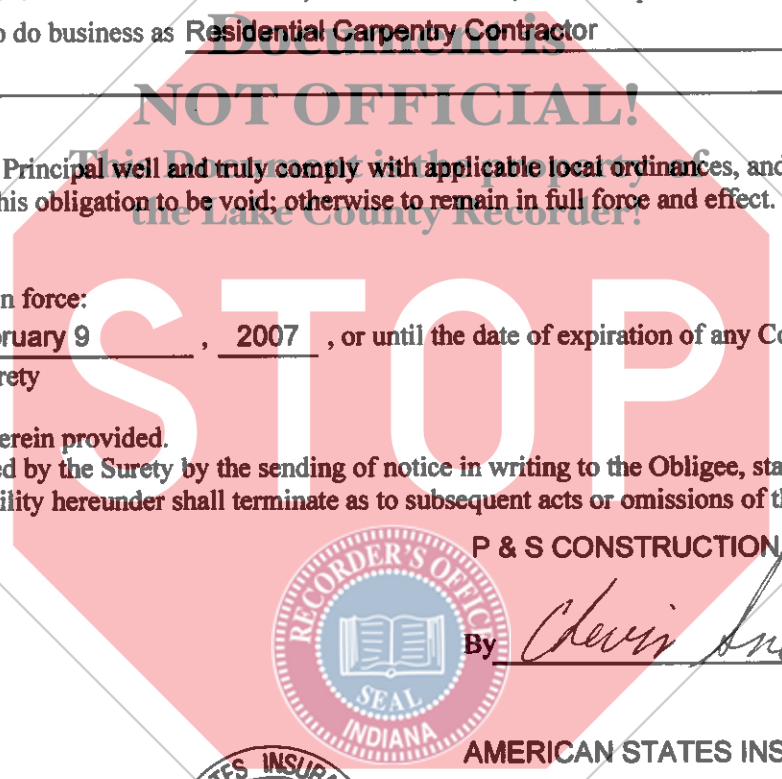 o do business as Residential Carpentry Contractor
Document is
NOT OFFICIAL!
This Document is the property of
the Lake County Recorder!
Principal well and truly comply with applicable local ordinances, and
his obligation to be void; otherwise to remain in full force and effect.
n force:
ruary 9 , 2007 , or until the date of expiration of any Co
rety
erein provided.
ed by the Surety by the sending of notice in writing to the Obligee, sta
ility hereunder shall terminate as to subsequent acts or omissions of th
STOP
P & S CONSTRUCTION
By
RECORDER'S OFFICE
SEAL
INDIANA
AMERICAN STATES INS
TES INSURA